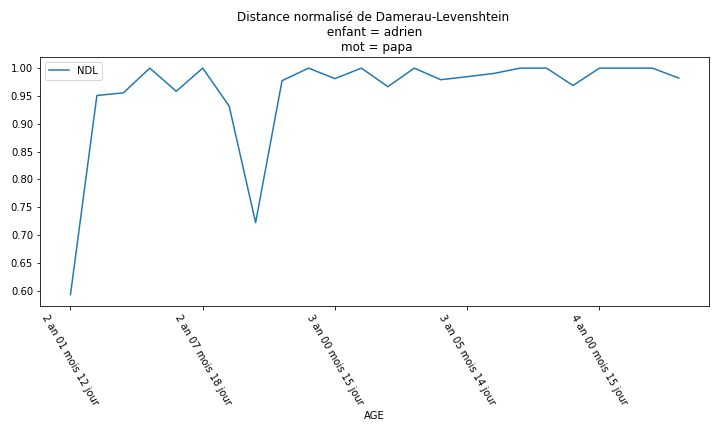 Distance normalisé de Damerau-Levenshtein
enfant = adrien
mot = papa
NDL
1.00
0.95
0.90
0.85
0.80
0.75
0.70
0.65
0.60
2 an 01 mois 12 jour
2 an 07 mois 18 jour
3 an 00 mois 15 jour
3 an 05 mois 14 jour
4 an 00 mois 15 jour
AGE